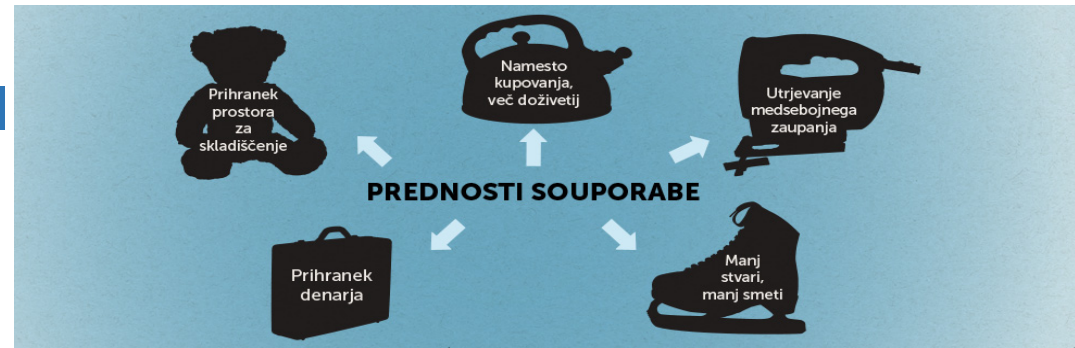 Prihranek
prostora
za
skladiščenje
Namesto
kupovanja,
več doživetij
Utrjevanje
medsebojnega
zaupanja
PREDNOSTI SOUPORABE
Prihranek
denarja
Manj
stvari,
manj smeti